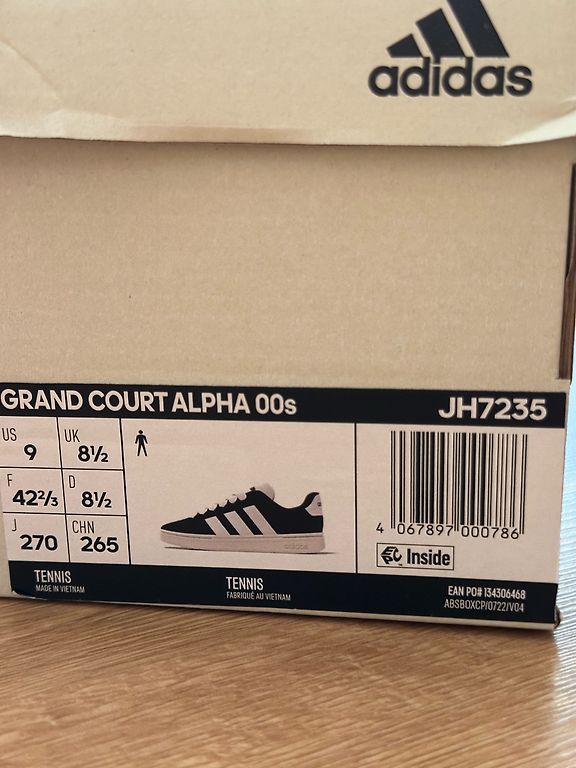 adidas
GRAND COURT ALPHA 00s JH7235
US 9 UK 8½
F 42⅔ D 8½
J 270 CHN 265
4 067897 000786
EAC Inside
TENNIS
MADE IN VIETNAM
TENNIS
FABRIQUÉ AU VIETNAM
EAN PO# 134306468
ABSBOXCP/0722/V04